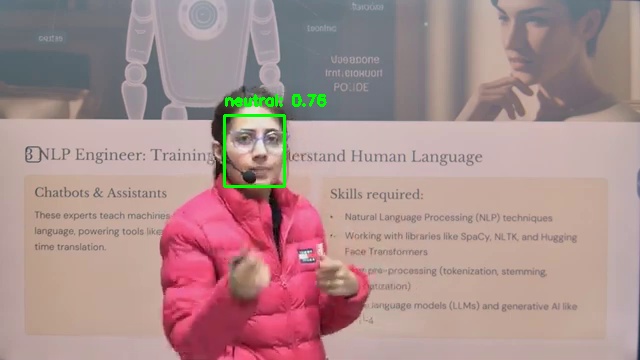 neutral: 0.76
3 NLP Engineer: Training erstand Human Language
Chatbots & Assistants
These experts teach machines
language, powering tools like
time translation.
Skills required:
Natural Language Processing (NLP) techniques
Working with libraries like SpaCy, NLTK, and Hugging
Face Transformers
pre-processing (tokenization, stemming,
language models (LLMs) and generative AI like